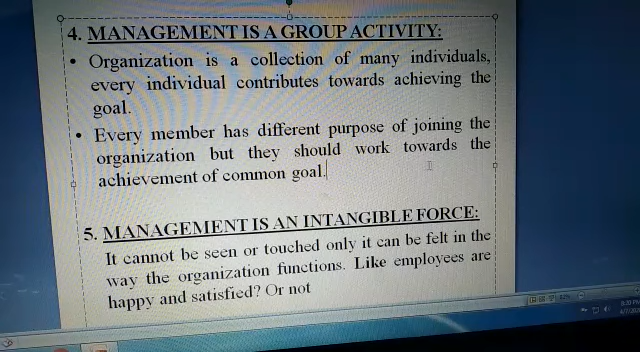 4. MANAGEMENT IS A GROUP ACTIVITY:
• Organization is a collection of many individuals,
every individual contributes towards achieving the
goal.
• Every member has different purpose of joining the
organization but they should work towards the
achievement of common goal.
5. MANAGEMENT IS AN INTANGIBLE FORCE:
It cannot be seen or touched only it can be felt in the
way the organization functions. Like employees are
happy and satisfied? Or not